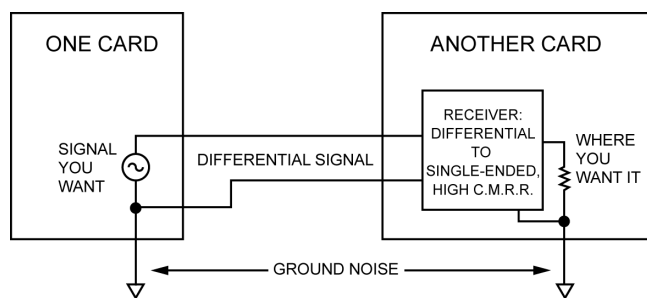 ONE CARD
ANOTHER CARD
SIGNAL
YOU
WANT
DIFFERENTIAL SIGNAL
RECEIVER:
DIFFERENTIAL
TO
SINGLE-ENDED,
HIGH C.M.R.R.
WHERE
YOU
WANT IT
GROUND NOISE